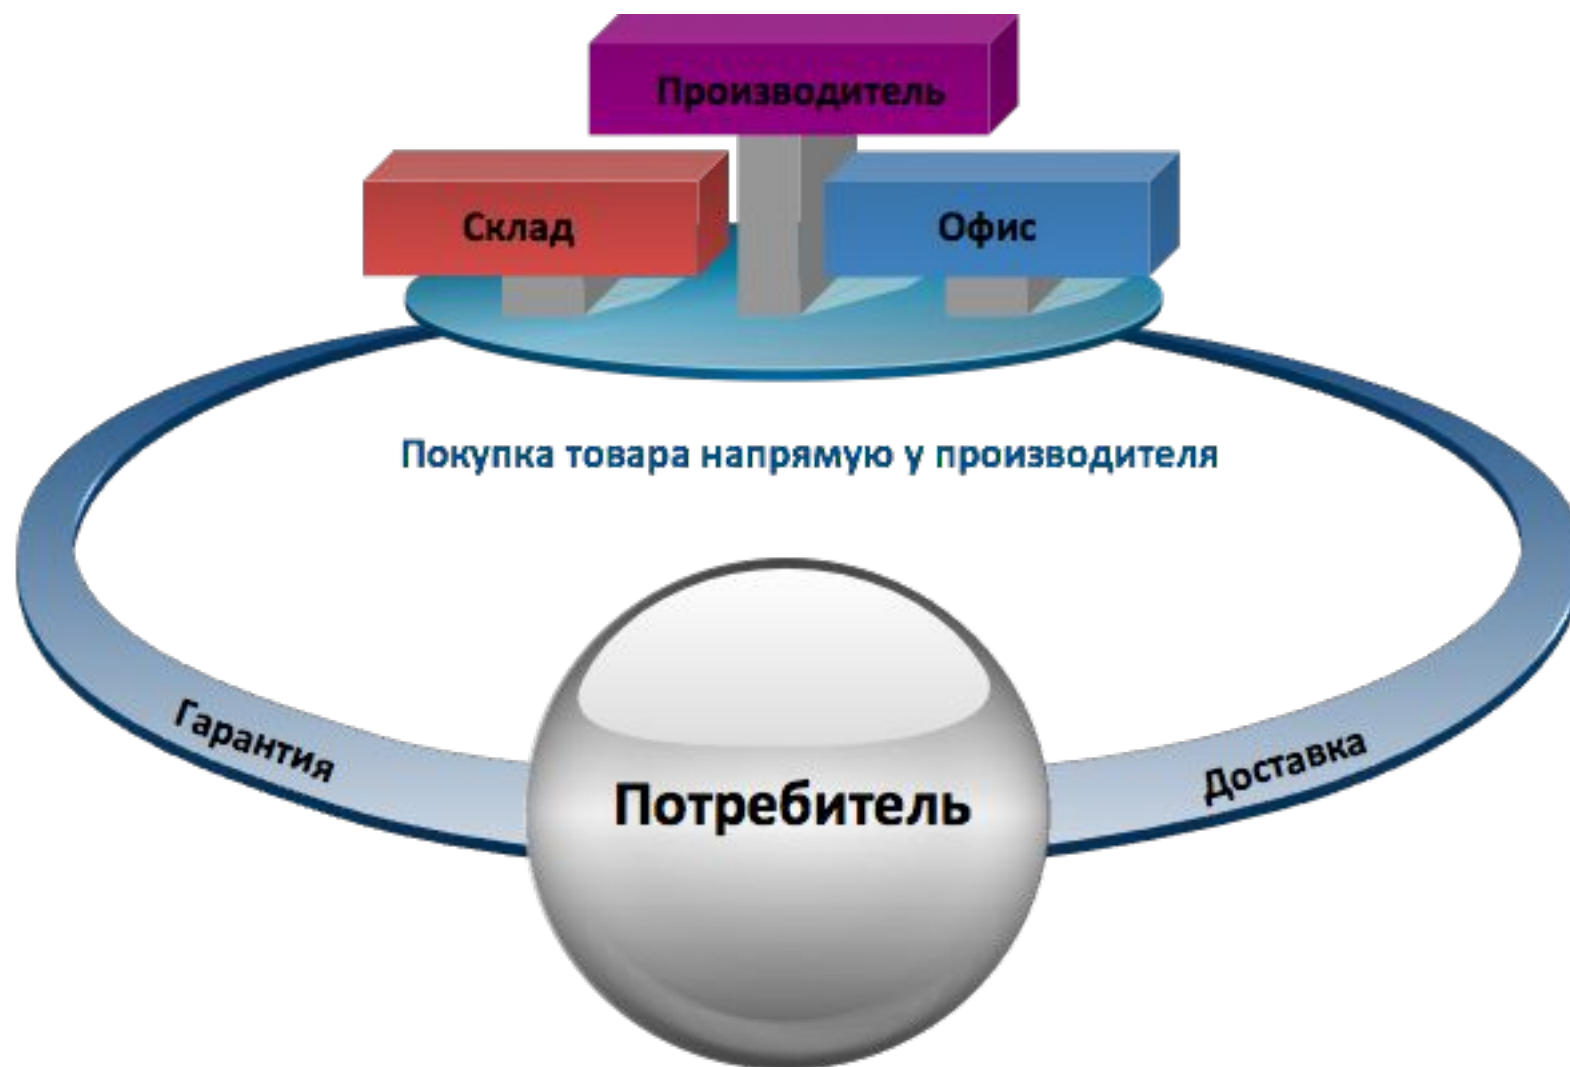 Производитель
Склад
Офис
Покупка товара напрямую у производителя
Гарантия
Доставка
Потребитель